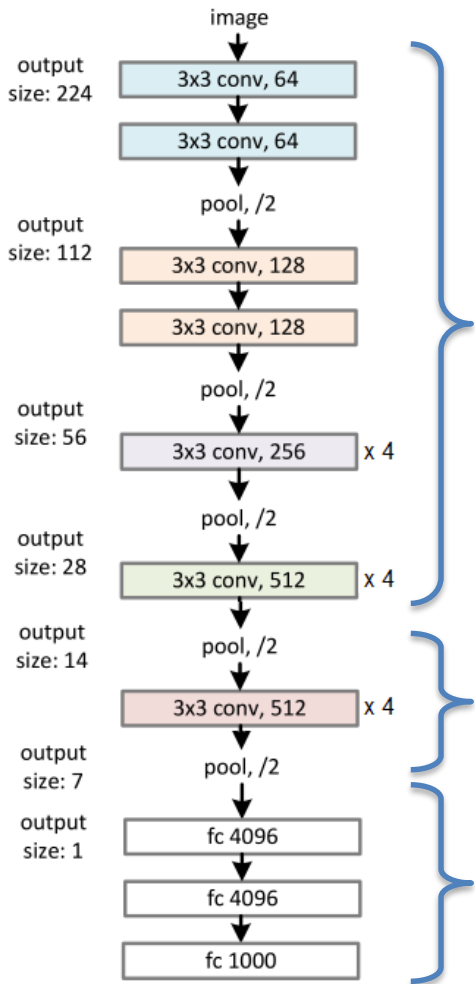 image
output
size: 224
3x3 conv, 64
3x3 conv, 64
pool, /2
output
size: 112
3x3 conv, 128
3x3 conv, 128
pool, /2
output
size: 56
3x3 conv, 256 x 4
pool, /2
output
size: 28
3x3 conv, 512 x 4
output
size: 14
pool, /2
3x3 conv, 512 x 4
output
size: 7
pool, /2
output
size: 1
fc 4096
fc 4096
fc 1000